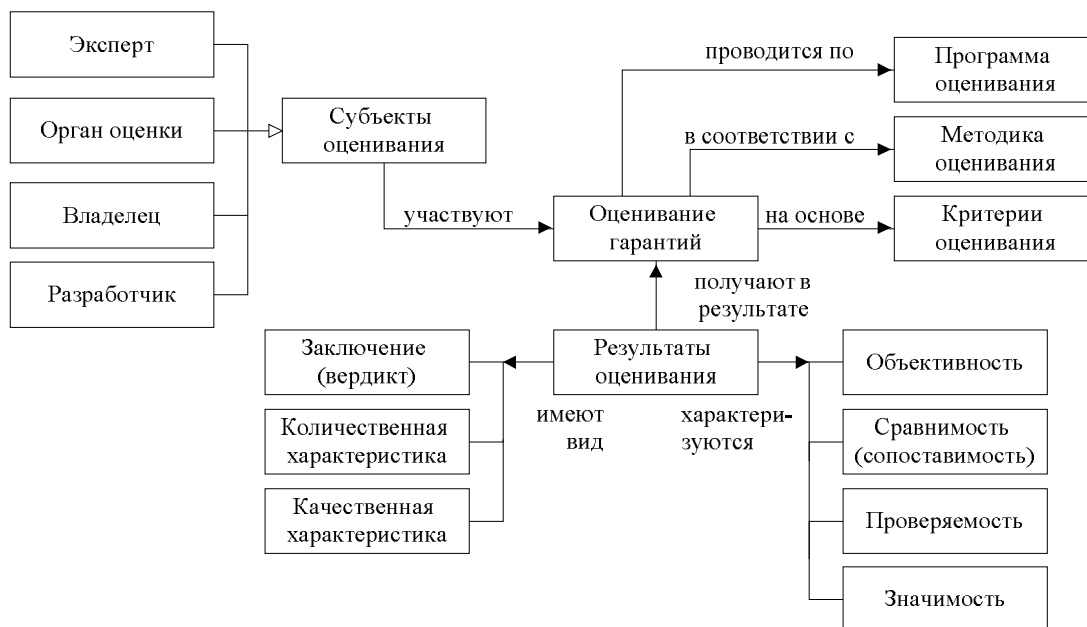 Эксперт
Орган оценки
Владелец
Разработчик
Субъекты
оценивания
участвуют
проводится по
Программа
оценивания
в соответствии с
Методика
оценивания
Оценивание
гарантий
на основе
Критерии
оценивания
получают в
результате
Заключение
(вердикт)
Результаты
оценивания
Объективность
имеют
вид
характери-
зуются
Количественная
характеристика
Сравнимость
(сопоставимость)
Качественная
характеристика
Проверяемость
Значимость